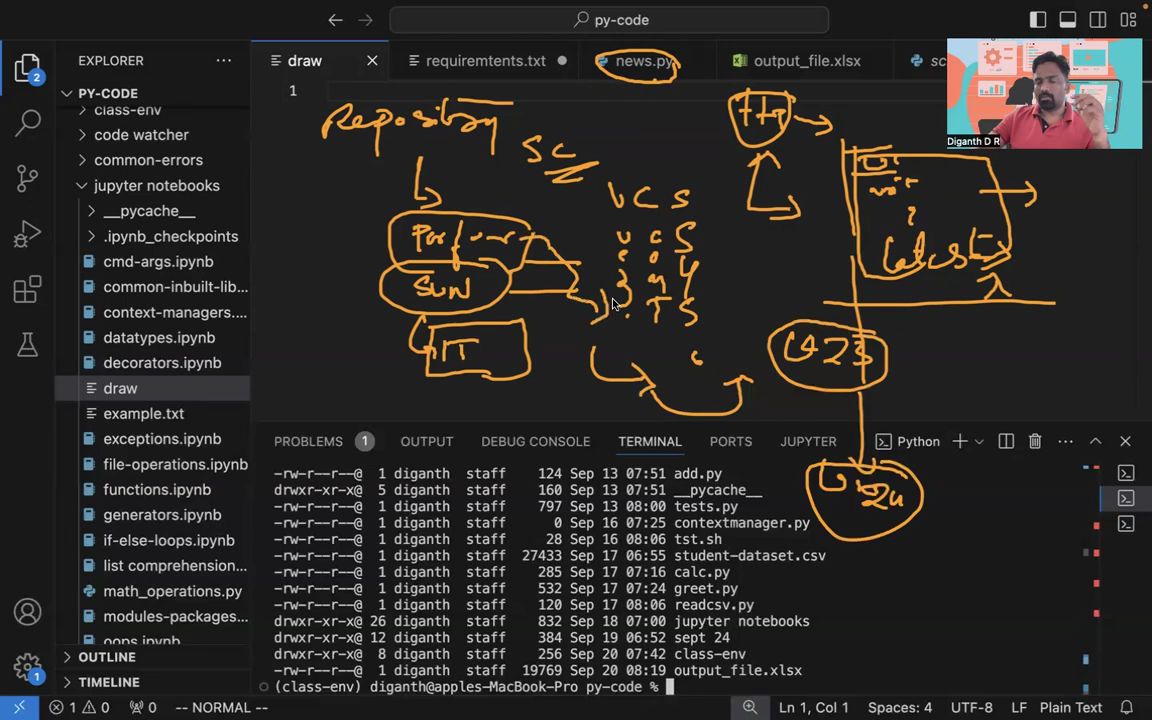 py-code
EXPLORER
draw
requiremtents.txt
news.py
output_file.xlsx
sc
PY-CODE
class-env
code watcher
common-errors
jupyter notebooks
__pycache__
.ipynb_checkpoints
cmd-args.ipynb
common-inbuilt-lib...
context-managers....
datatypes.ipynb
decorators.ipynb
draw
example.txt
exceptions.ipynb
file-operations.ipynb
functions.ipynb
generators.ipynb
if-else-loops.ipynb
list comprehension...
math_operations.py
modules-packages...
oops.ipynb
OUTLINE
TIMELINE
2
1
1
Diganth D R
Repository
SC
VCS
SUN
IT
latest
PROBLEMS 1 OUTPUT DEBUG CONSOLE TERMINAL PORTS JUPYTER Python
-rw-r--r--@ 1 diganth staff 124 Sep 13 07:51 add.py
drwxr-xr-x@ 5 diganth staff 160 Sep 13 07:51 __pycache__
-rw-r--r--@ 1 diganth staff 797 Sep 13 08:00 tests.py
-rw-r--r--@ 1 diganth staff 0 Sep 16 07:25 contextmanager.py
-rw-r--r--@ 1 diganth staff 28 Sep 16 08:06 tst.sh
-rw-r--r--@ 1 diganth staff 27433 Sep 17 06:55 student-dataset.csv
-rw-r--r--@ 1 diganth staff 285 Sep 17 07:16 calc.py
-rw-r--r--@ 1 diganth staff 532 Sep 17 07:24 greet.py
-rw-r--r--@ 1 diganth staff 120 Sep 17 08:06 readcsv.py
drwxr-xr-x@ 26 diganth staff 832 Sep 18 07:00 jupyter notebooks
drwxr-xr-x@ 12 diganth staff 384 Sep 19 06:52 sept 24
drwxr-xr-x@ 8 diganth staff 256 Sep 20 07:42 class-env
-rw-r--r--@ 1 diganth staff 19769 Sep 20 08:19 output_file.xlsx
(class-env) diganth@apples-MacBook-Pro py-code %
1 0 0 -- NORMAL -- Ln 1, Col 1 Spaces: 4 UTF-8 LF Plain Text